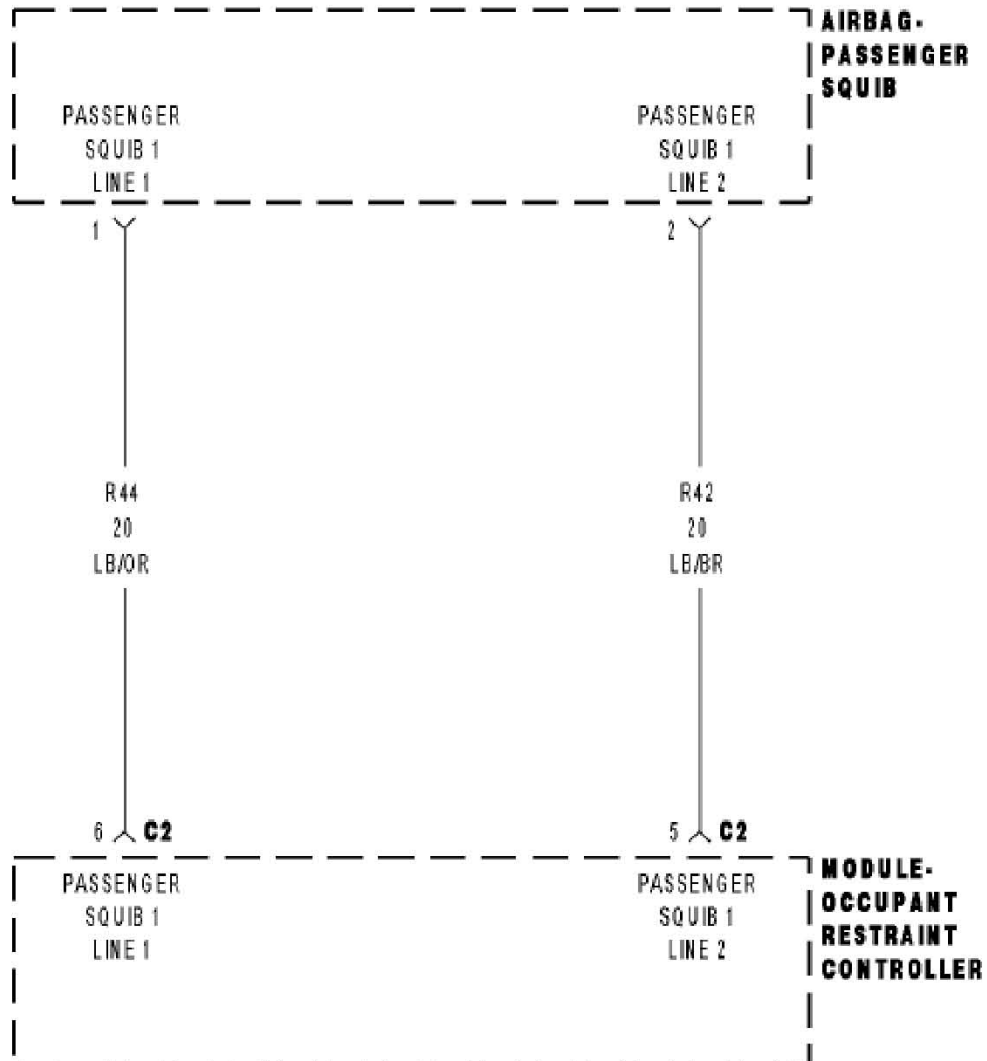 AIRBAG-
PASSENGER
SQUIB
PASSENGER
SQUIB 1
LINE 1
PASSENGER
SQUIB 1
LINE 2
1
2
R44
20
LB/OR
R42
20
LB/BR
6 C2
5 C2
PASSENGER
SQUIB 1
LINE 1
PASSENGER
SQUIB 1
LINE 2
MODULE-
OCCUPANT
RESTRAINT
CONTROLLER